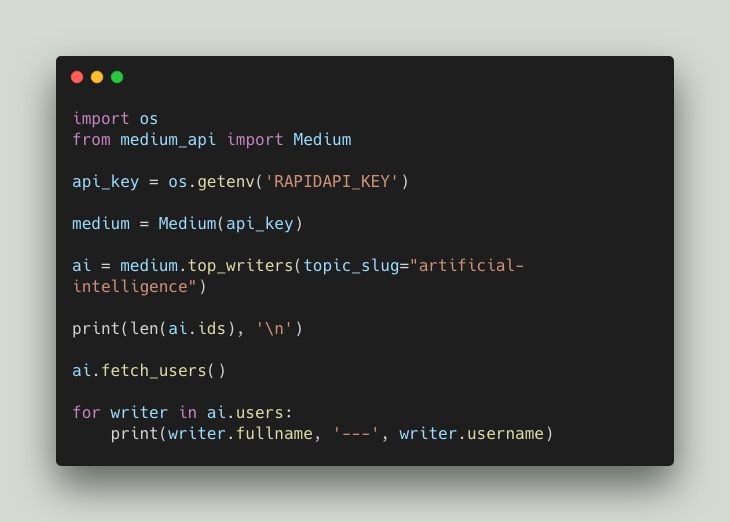 import os
from medium_api import Medium
api_key = os.getenv('RAPIDAPI_KEY')
medium = Medium(api_key)
ai = medium.top_writers(topic_slug="artificial-
intelligence")
print(len(ai.ids), '\n')
ai.fetch_users()
for writer in ai.users:
    print(writer.fullname, '---', writer.username)